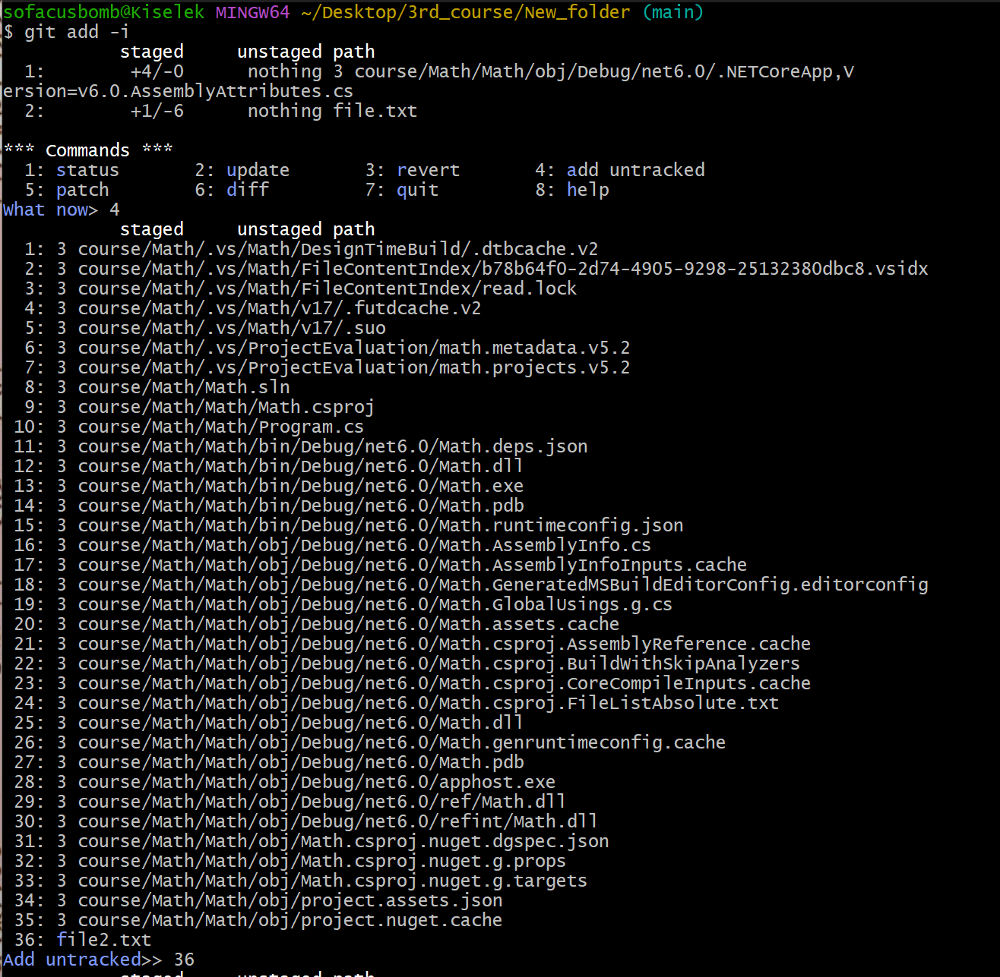 sofacusbomb@Kiselek MINGW64 ~/Desktop/3rd_course/New_folder (main)
$ git add -i
staged unstaged path
1: +4/-0 nothing 3 course/Math/Math/obj/Debug/net6.0/.NETCoreApp,V
ersion=v6.0.AssemblyAttributes.cs
2: +1/-6 nothing file.txt
*** Commands ***
1: status 2: update 3: revert 4: add untracked
5: patch 6: diff 7: quit 8: help
What now> 4
staged unstaged path
1: 3 course/Math/.vs/Math/DesignTimeBuild/.dtbcache.v2
2: 3 course/Math/.vs/Math/FileContentIndex/b78b64f0-2d74-4905-9298-25132380dbc8.vsidx
3: 3 course/Math/.vs/Math/FileContentIndex/read.lock
4: 3 course/Math/.vs/Math/v17/.futdcache.v2
5: 3 course/Math/.vs/Math/v17/.suo
6: 3 course/Math/.vs/ProjectEvaluation/math.metadata.v5.2
7: 3 course/Math/.vs/ProjectEvaluation/math.projects.v5.2
8: 3 course/Math/Math.sln
9: 3 course/Math/Math/Math.csproj
10: 3 course/Math/Math/Program.cs
11: 3 course/Math/Math/bin/Debug/net6.0/Math.deps.json
12: 3 course/Math/Math/bin/Debug/net6.0/Math.dll
13: 3 course/Math/Math/bin/Debug/net6.0/Math.exe
14: 3 course/Math/Math/bin/Debug/net6.0/Math.pdb
15: 3 course/Math/Math/bin/Debug/net6.0/Math.runtimeconfig.json
16: 3 course/Math/Math/obj/Debug/net6.0/Math.AssemblyInfo.cs
17: 3 course/Math/Math/obj/Debug/net6.0/Math.AssemblyInfoInputs.cache
18: 3 course/Math/Math/obj/Debug/net6.0/Math.GeneratedMSBuildEditorConfig.editorconfig
19: 3 course/Math/Math/obj/Debug/net6.0/Math.GlobalUsings.g.cs
20: 3 course/Math/Math/obj/Debug/net6.0/Math.assets.cache
21: 3 course/Math/Math/obj/Debug/net6.0/Math.csproj.AssemblyReference.cache
22: 3 course/Math/Math/obj/Debug/net6.0/Math.csproj.BuildWithSkipAnalyzers
23: 3 course/Math/Math/obj/Debug/net6.0/Math.csproj.CoreCompileInputs.cache
24: 3 course/Math/Math/obj/Debug/net6.0/Math.csproj.FileListAbsolute.txt
25: 3 course/Math/Math/obj/Debug/net6.0/Math.dll
26: 3 course/Math/Math/obj/Debug/net6.0/Math.genruntimeconfig.cache
27: 3 course/Math/Math/obj/Debug/net6.0/Math.pdb
28: 3 course/Math/Math/obj/Debug/net6.0/apphost.exe
29: 3 course/Math/Math/obj/Debug/net6.0/ref/Math.dll
30: 3 course/Math/Math/obj/Debug/net6.0/refint/Math.dll
31: 3 course/Math/Math/obj/Math.csproj.nuget.dgspec.json
32: 3 course/Math/Math/obj/Math.csproj.nuget.g.props
33: 3 course/Math/Math/obj/Math.csproj.nuget.g.targets
34: 3 course/Math/Math/obj/project.assets.json
35: 3 course/Math/Math/obj/project.nuget.cache
36: file2.txt
Add untracked>> 36
staged unstaged path